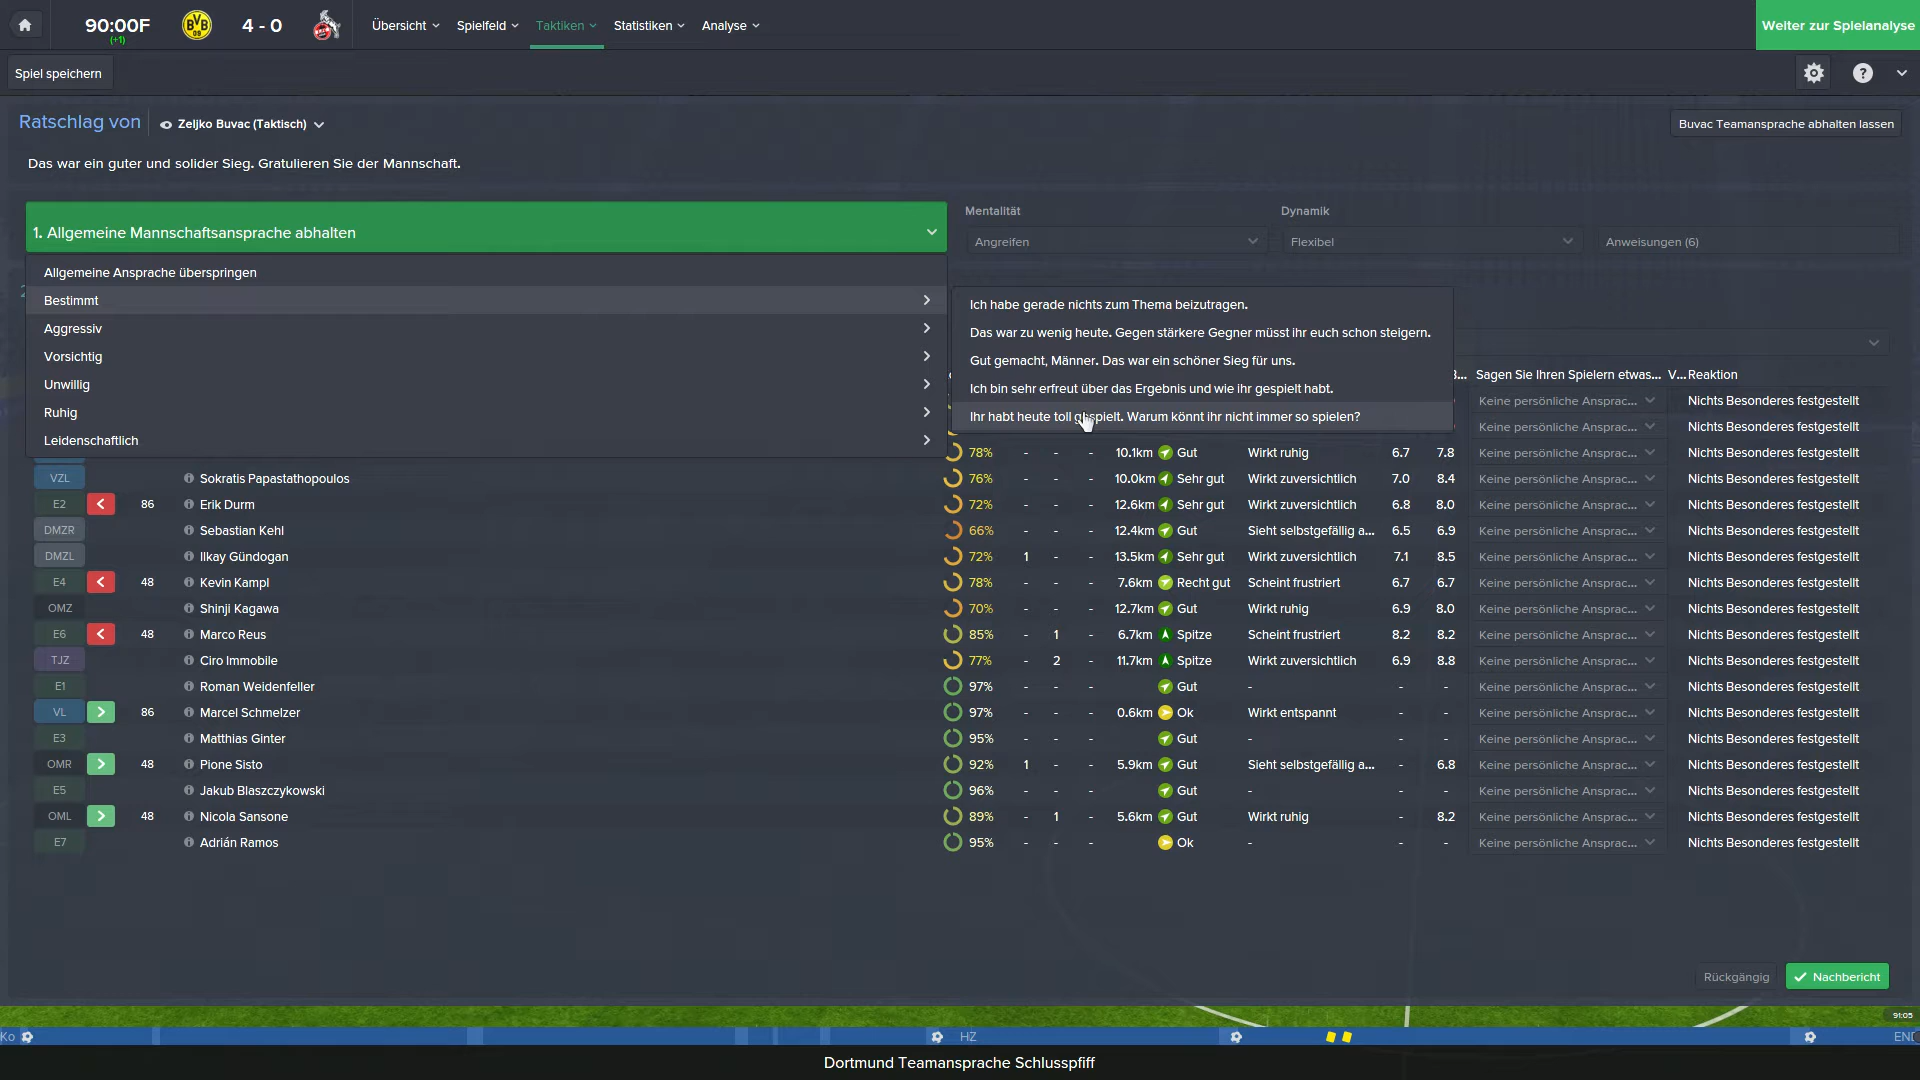 90:00F
(+1)
4 - 0
Übersicht
Spielfeld
Taktiken
Statistiken
Analyse
Weiter zur Spielanalyse
Spiel speichern
Ratschlag von
Zeljko Buvac (Taktisch)
Buvac Teamansprache abhalten lassen
Das war ein guter und solider Sieg. Gratulieren Sie der Mannschaft.
Mentalität
Dynamik
1. Allgemeine Mannschaftsansprache abhalten
Angreifen
Flexibel
Anweisungen (6)
Allgemeine Ansprache überspringen
Bestimmt
Aggressiv
Vorsichtig
Unwillig
Ruhig
Leidenschaftlich
Ich habe gerade nichts zum Thema beizutragen.
Das war zu wenig heute. Gegen stärkere Gegner müsst ihr euch schon steigern.
Gut gemacht, Männer. Das war ein schöner Sieg für uns.
Ich bin sehr erfreut über das Ergebnis und wie ihr gespielt habt.
Ihr habt heute toll gespielt. Warum könnt ihr nicht immer so spielen?
B... Sagen Sie Ihren Spielern etwas... V... Reaktion
Keine persönliche Ansprac... Nichts Besonderes festgestellt
Keine persönliche Ansprac... Nichts Besonderes festgestellt
78% - - - 10.1km Gut Wirkt ruhig 6.7 7.8 Keine persönliche Ansprac... Nichts Besonderes festgestellt
VZL Sokratis Papastathopoulos 76% - - - 10.0km Sehr gut Wirkt zuversichtlich 7.0 8.4 Keine persönliche Ansprac... Nichts Besonderes festgestellt
E2 86 Erik Durm 72% - - - 12.6km Sehr gut Wirkt zuversichtlich 6.8 8.0 Keine persönliche Ansprac... Nichts Besonderes festgestellt
DMZR Sebastian Kehl 66% - - - 12.4km Gut Sieht selbstgefällig a... 6.5 6.9 Keine persönliche Ansprac... Nichts Besonderes festgestellt
DMZL Ilkay Gündogan 72% 1 - - 13.5km Sehr gut Wirkt zuversichtlich 7.1 8.5 Keine persönliche Ansprac... Nichts Besonderes festgestellt
E4 48 Kevin Kampl 78% - - - 7.6km Recht gut Scheint frustriert 6.7 6.7 Keine persönliche Ansprac... Nichts Besonderes festgestellt
OMZ Shinji Kagawa 70% - - - 12.7km Gut Wirkt ruhig 6.9 8.0 Keine persönliche Ansprac... Nichts Besonderes festgestellt
E6 48 Marco Reus 85% - 1 - 6.7km Spitze Scheint frustriert 8.2 8.2 Keine persönliche Ansprac... Nichts Besonderes festgestellt
TJZ Ciro Immobile 77% - 2 - 11.7km Spitze Wirkt zuversichtlich 6.9 8.8 Keine persönliche Ansprac... Nichts Besonderes festgestellt
E1 Roman Weidenfeller 97% - - - Gut - - - Keine persönliche Ansprac... Nichts Besonderes festgestellt
VL 86 Marcel Schmelzer 97% - - - 0.6km Ok Wirkt entspannt - - Keine persönliche Ansprac... Nichts Besonderes festgestellt
E3 Matthias Ginter 95% - - - Gut - - - Keine persönliche Ansprac... Nichts Besonderes festgestellt
OMR 48 Pione Sisto 92% 1 - - 5.9km Gut Sieht selbstgefällig a... - 6.8 Keine persönliche Ansprac... Nichts Besonderes festgestellt
E5 Jakub Blaszczykowski 96% - - - Gut - - - Keine persönliche Ansprac... Nichts Besonderes festgestellt
OML 48 Nicola Sansone 89% - 1 - 5.6km Gut Wirkt ruhig - 8.2 Keine persönliche Ansprac... Nichts Besonderes festgestellt
E7 Adrián Ramos 95% - - - Ok - - - Keine persönliche Ansprac... Nichts Besonderes festgestellt
Rückgängig
Nachbericht
91:05
Ko
HZ
END
Dortmund Teamansprache Schlusspfiff